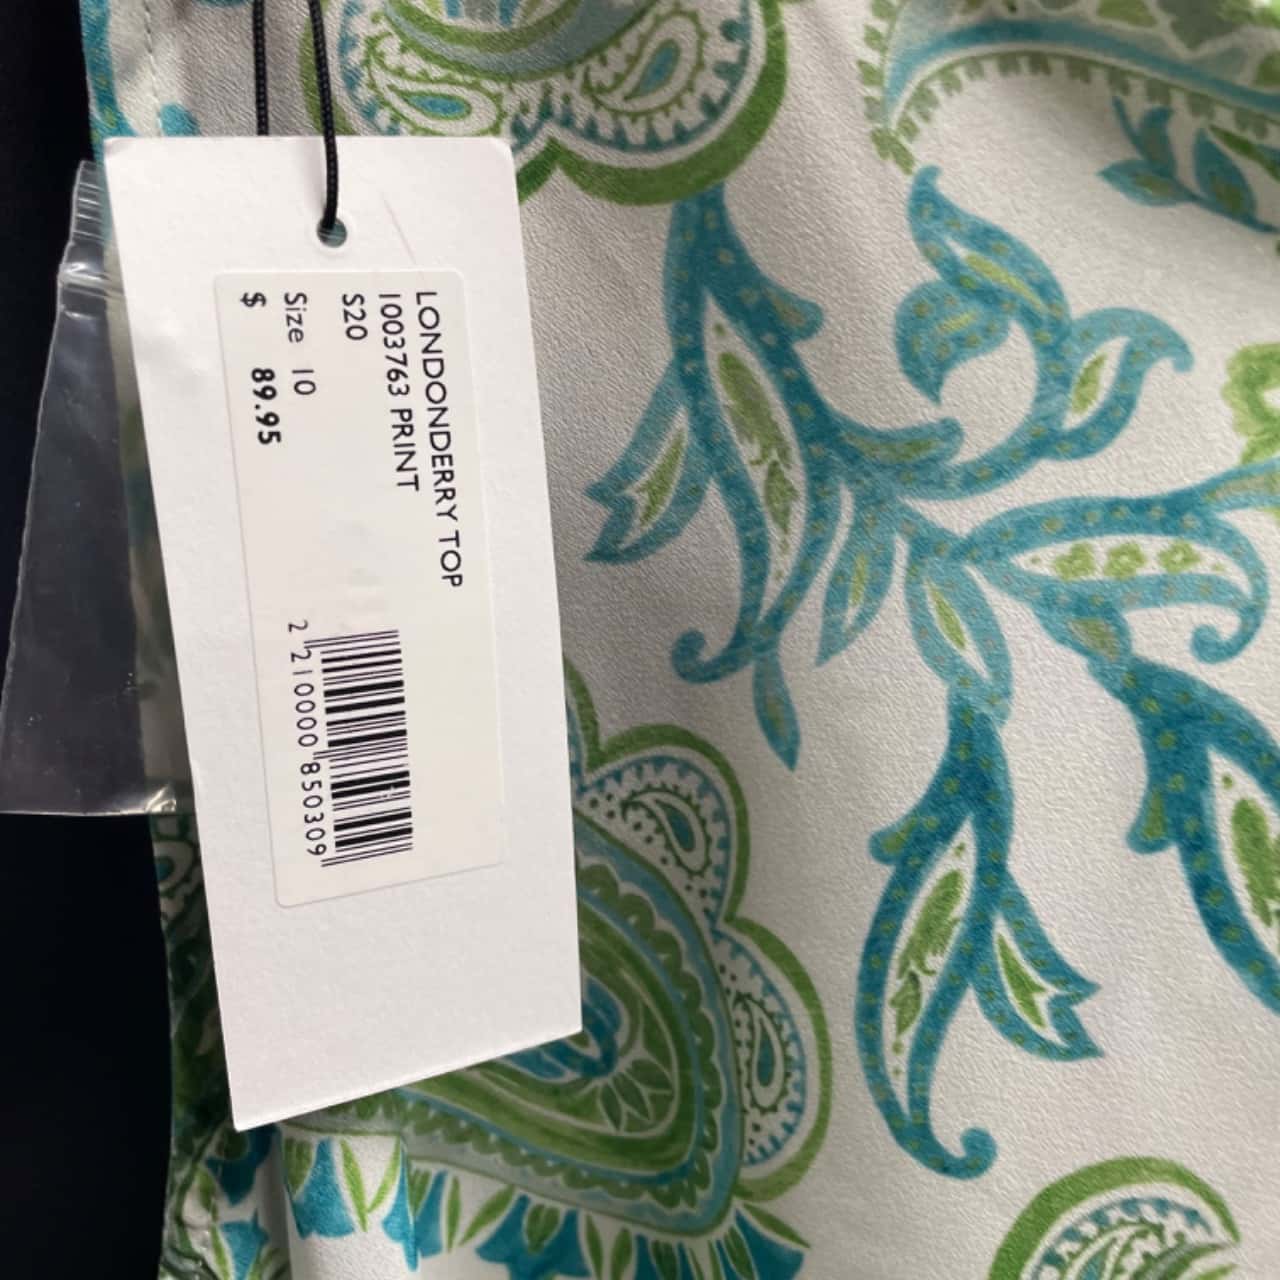 LONDONDERRY TOP
1003763 PRINT
S20
Size 10
$ 89.95
2 210000 850309